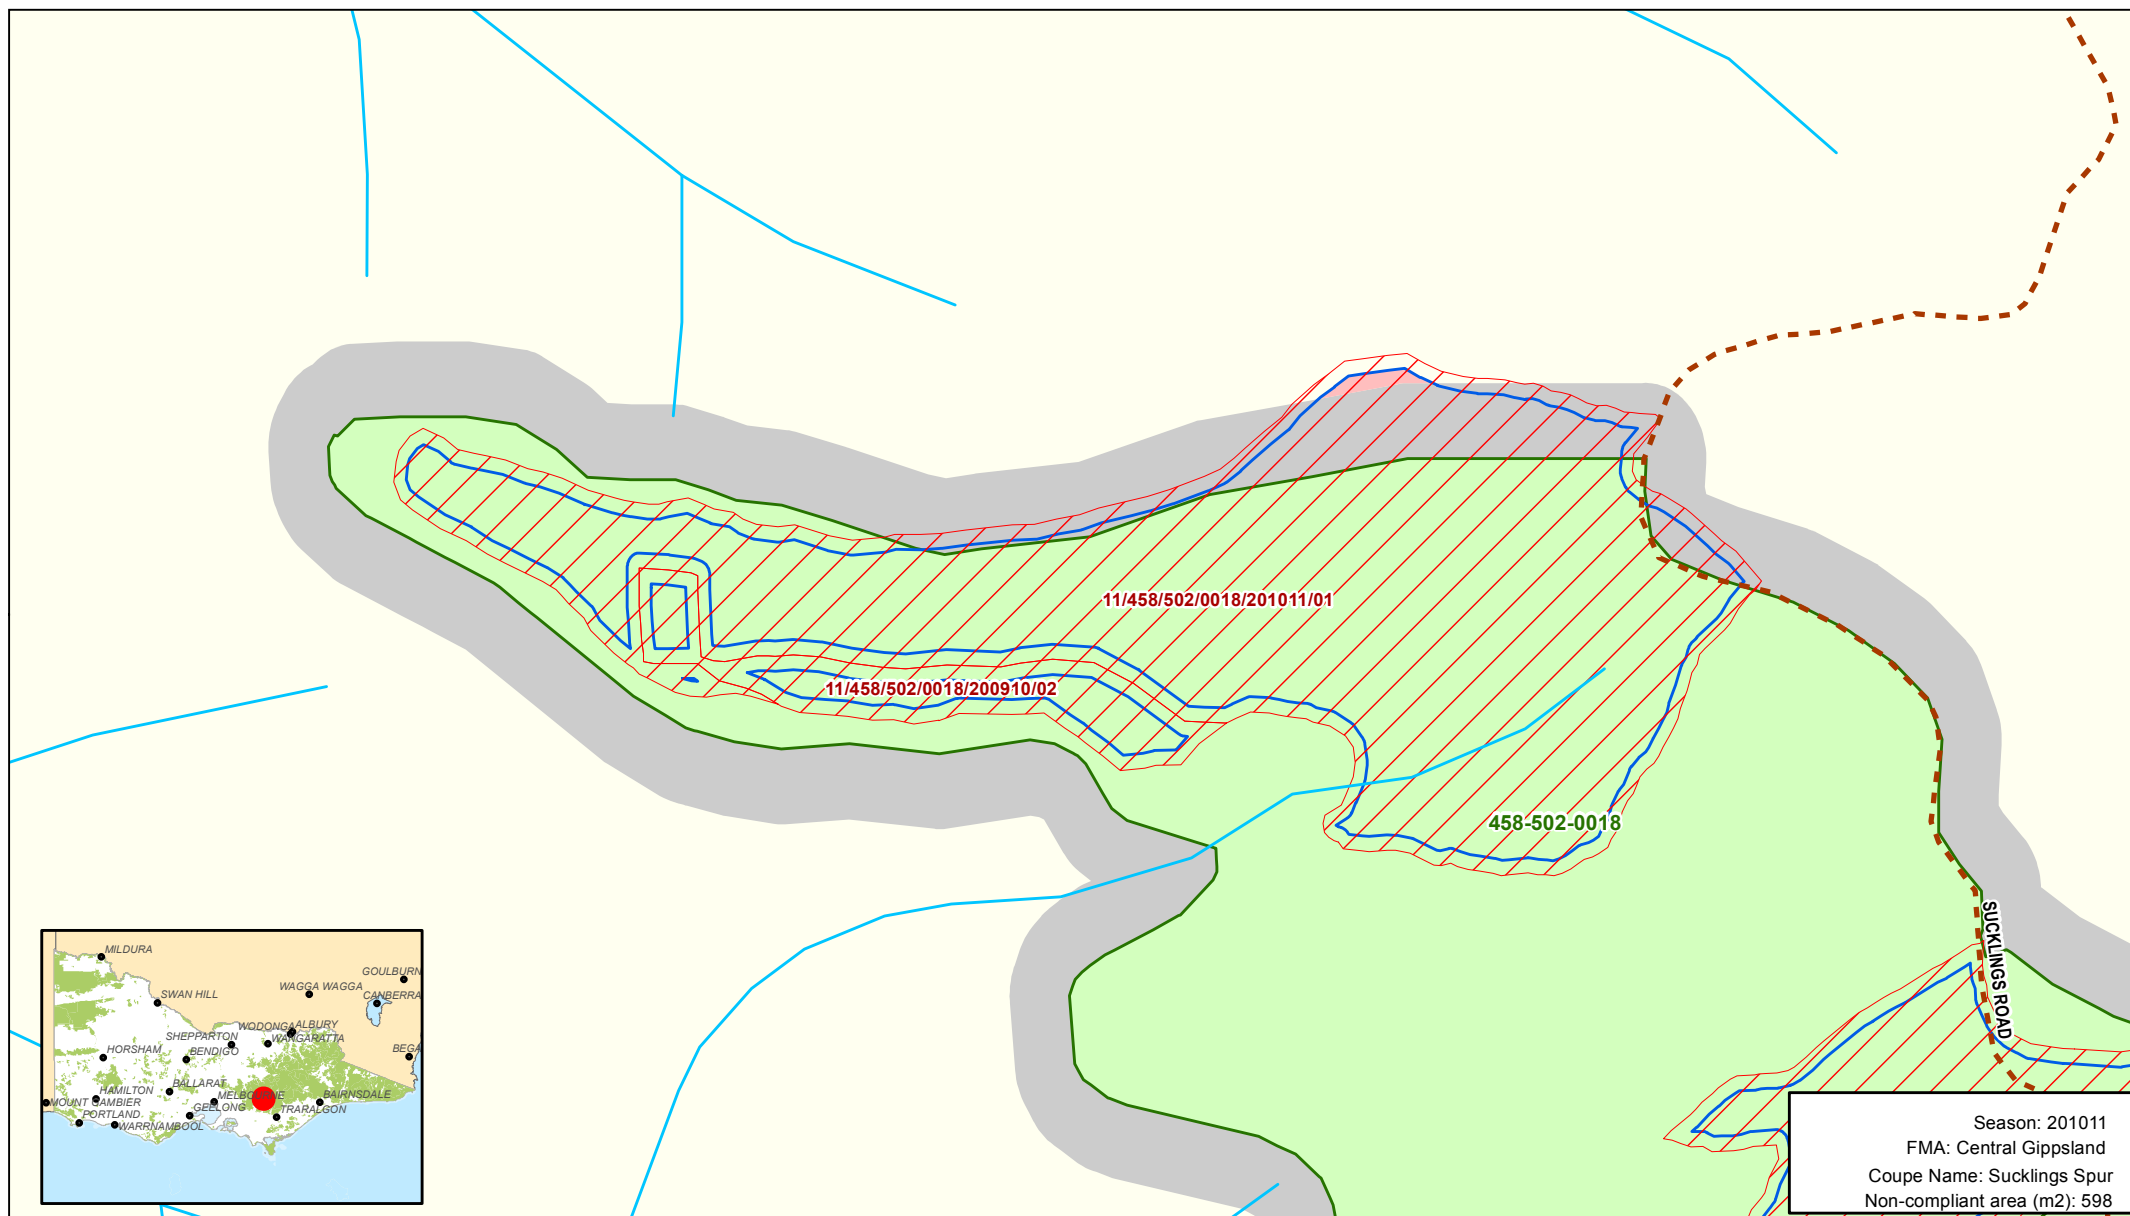 11/458/502/0018/201011/01
11/458/502/0018/200910/02
458-502-0018
SUCKLINGS ROAD
MILDURA
GOULBURN
WAGGA WAGGA
SWAN HILL
CANBERRA
WODONGA
ALBURY
SHEPPARTON
WANGARATTA
BEGA
HORSHAM
BENDIGO
HAMILTON
BALLARAT
MELBOURNE
BAIRNSDALE
MOUNT GAMBIER
GEELONG
TRARALGON
PORTLAND
WARRNAMBOOL
Season: 201011
FMA: Central Gippsland
Coupe Name: Sucklings Spur
Non-compliant area (m2): 598